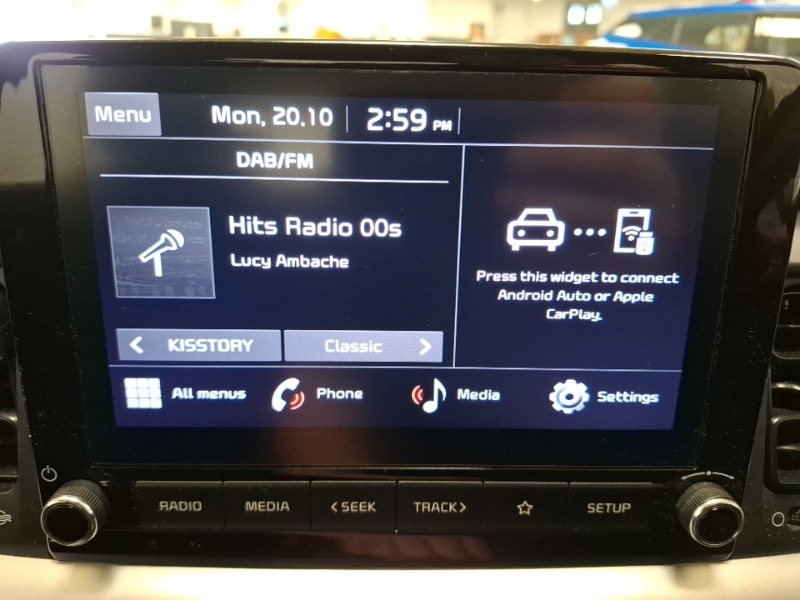 Menu
Mon, 20.10
2:59 PM
DAB/FM
Hits Radio 00s
Lucy Ambache
KISSTORY
Classic
Press this widget to connect
Android Auto or Apple
CarPlay.
All menus
Phone
Media
Settings
RADIO
MEDIA
<SEEK
TRACK>
SETUP